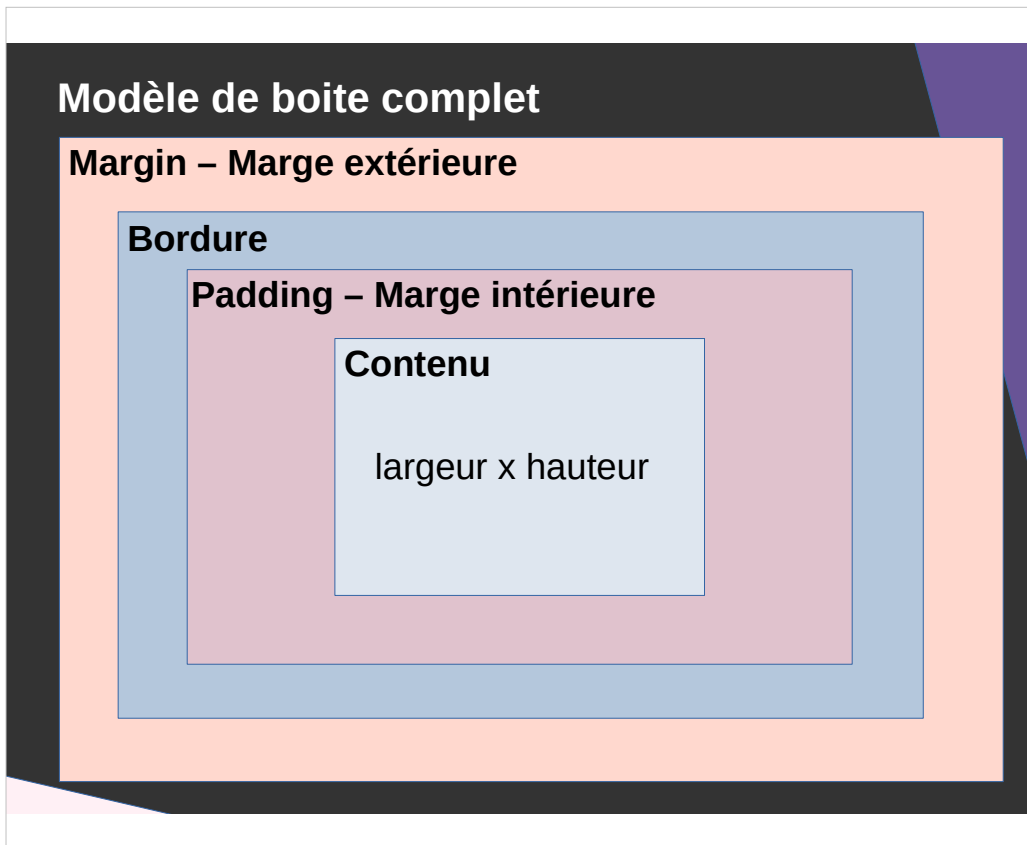 Modèle de boite complet
Margin – Marge extérieure
Bordure
Padding – Marge intérieure
Contenu
largeur x hauteur